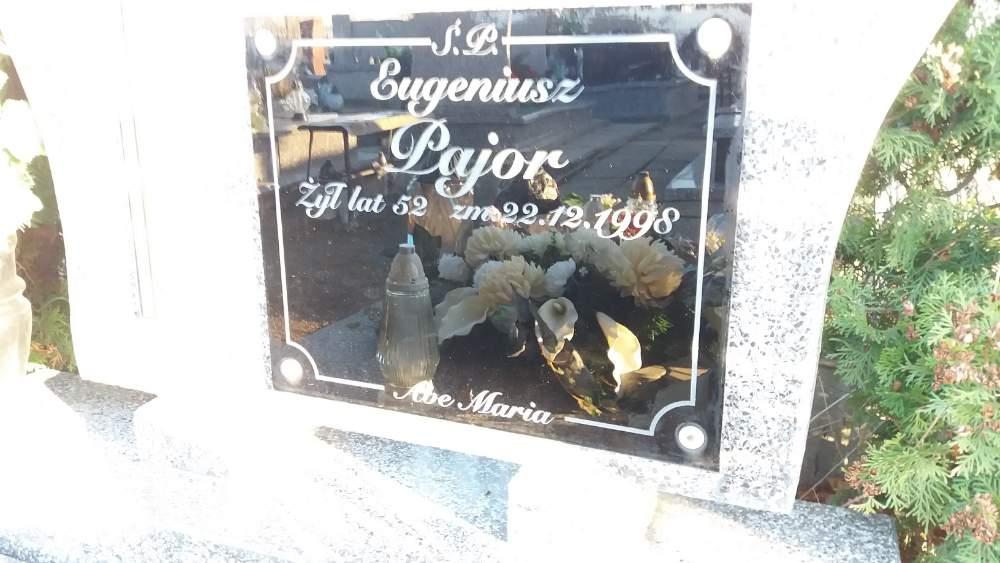 Ś.P.
Eugeniusz
Pajor
Żył lat 52 zm. 22.12.1998
Ave Maria